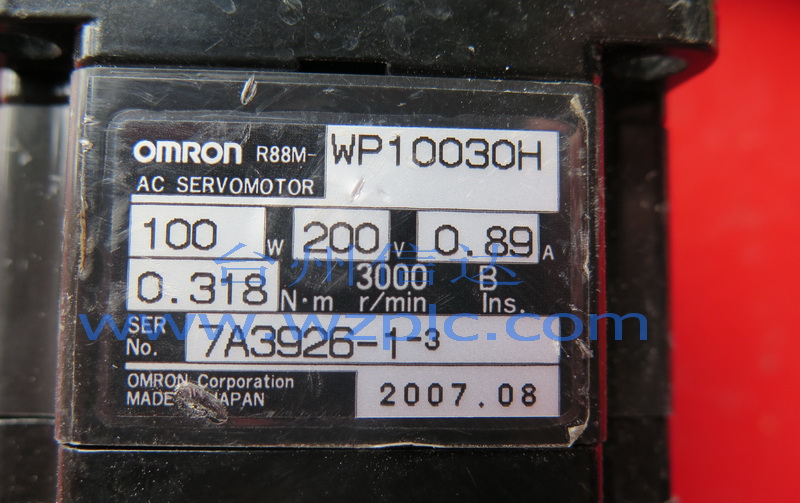 OMRON R88M- WP10030H
AC SERVOMOTOR
100 W 200 V 0.89 A
台州信达
0.318 N·m 3000 r/min B Ins.
www.wzplc.com
SER No. 7A3926-1-3
OMRON Corporation
MADE JAPAN 2007.08